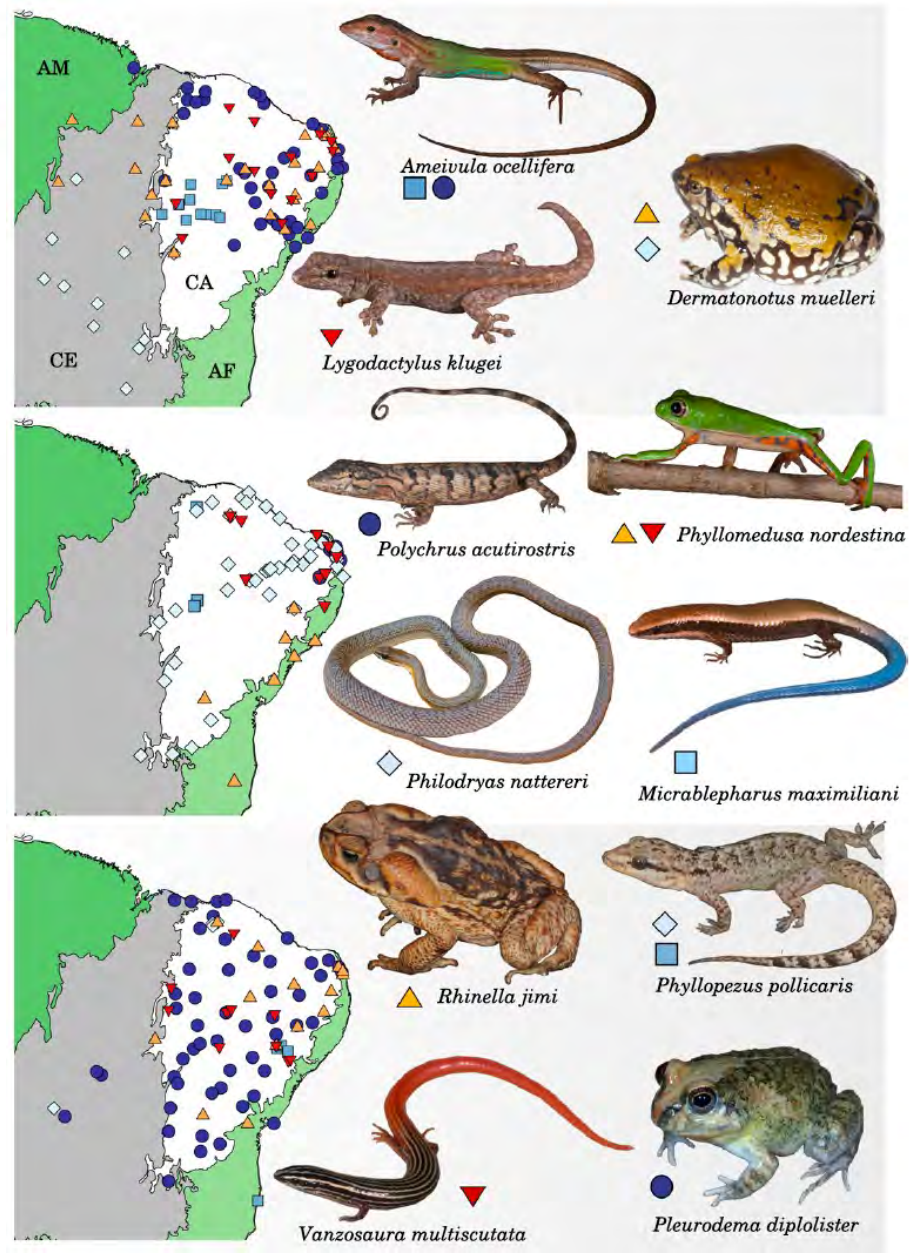 AM
CA
CE
AF
Ameivula ocellifera
Dermatonotus muelleri
Lygodactylus klugei
Polychrus acutirostris
Phyllomedusa nordestina
Philodryas nattereri
Micrablepharus maximiliani
Rhinella jimi
Phyllopezus pollicaris
Vanzosaura multiscutata
Pleurodema diplolister